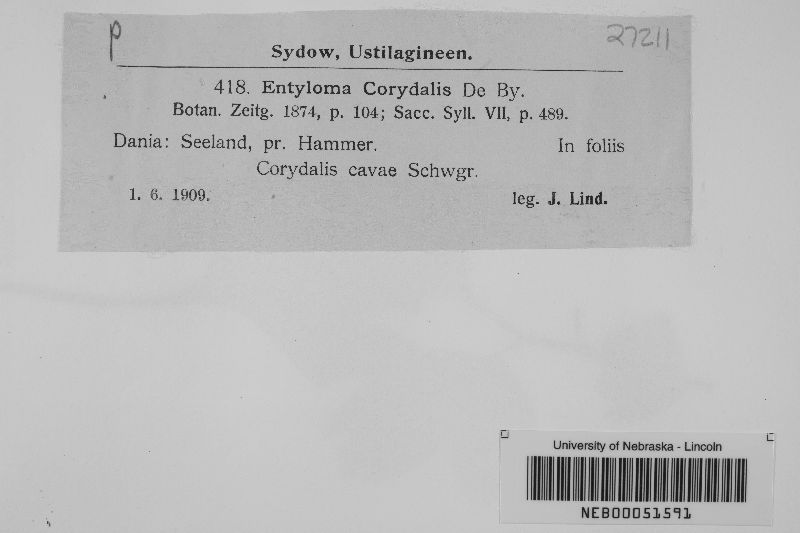 p
27211
Sydow, Ustilagineen.
418. Entyloma Corydalis De By.
Botan. Zeitg. 1874, p. 104; Sacc. Syll. VII, p. 489.
Dania: Seeland, pr. Hammer. In foliis
Corydalis cavae Schwgr.
1. 6. 1909. leg. J. Lind.
University of Nebraska - Lincoln
NEB00051591